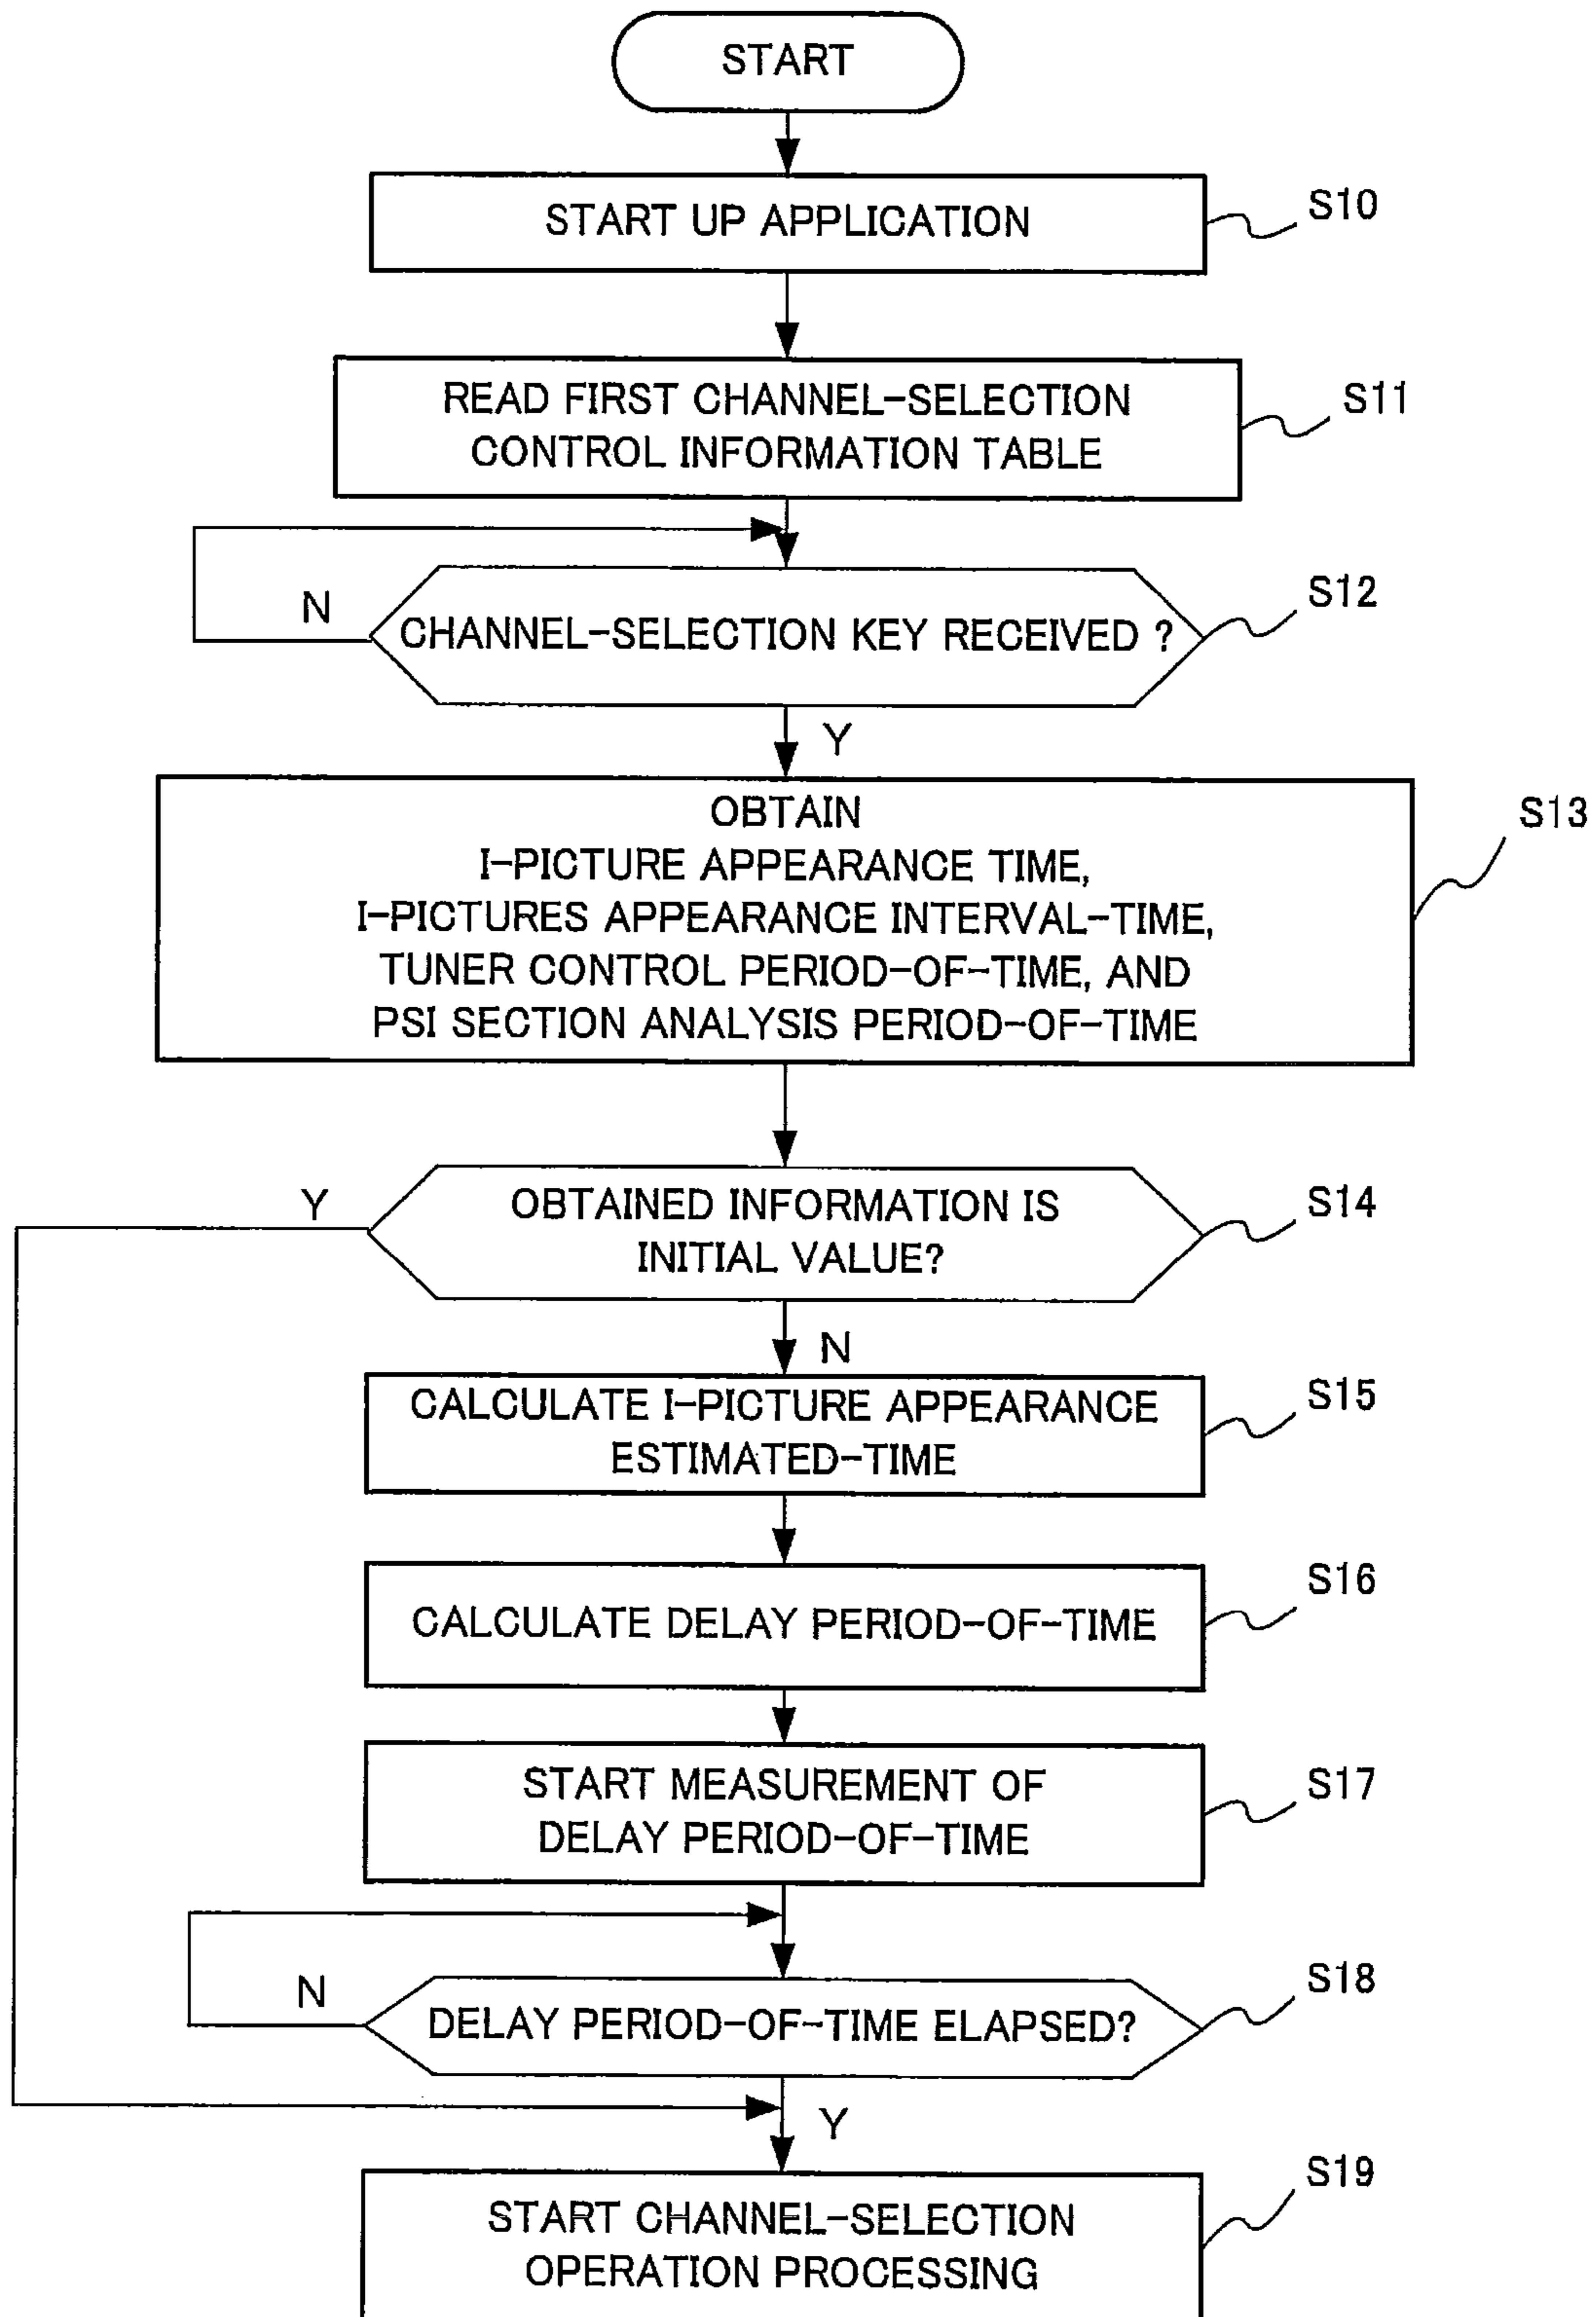 START
START UP APPLICATION
S10
READ FIRST CHANNEL-SELECTION
CONTROL INFORMATION TABLE
S11
N
CHANNEL-SELECTION KEY RECEIVED ?
S12
Y
OBTAIN
I-PICTURE APPEARANCE TIME,
I-PICTURES APPEARANCE INTERVAL-TIME,
TUNER CONTROL PERIOD-OF-TIME, AND
PSI SECTION ANALYSIS PERIOD-OF-TIME
S13
Y
OBTAINED INFORMATION IS
INITIAL VALUE?
S14
N
CALCULATE I-PICTURE APPEARANCE
ESTIMATED-TIME
S15
CALCULATE DELAY PERIOD-OF-TIME
S16
START MEASUREMENT OF
DELAY PERIOD-OF-TIME
S17
N
DELAY PERIOD-OF-TIME ELAPSED?
S18
Y
START CHANNEL-SELECTION
OPERATION PROCESSING
S19